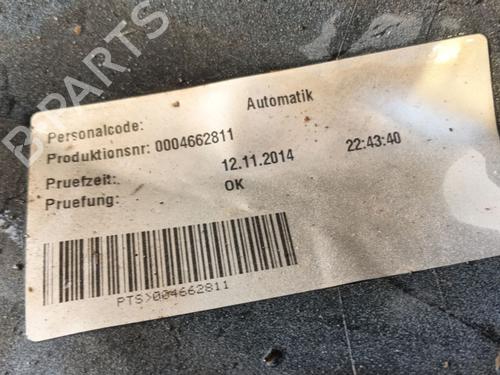 B-PARTS
Automatik
Personalcode:
Produktionsnr: 0004662811
Pruefzeit: 12.11.2014 22:43:40
Pruefung: OK
PTS>004662811